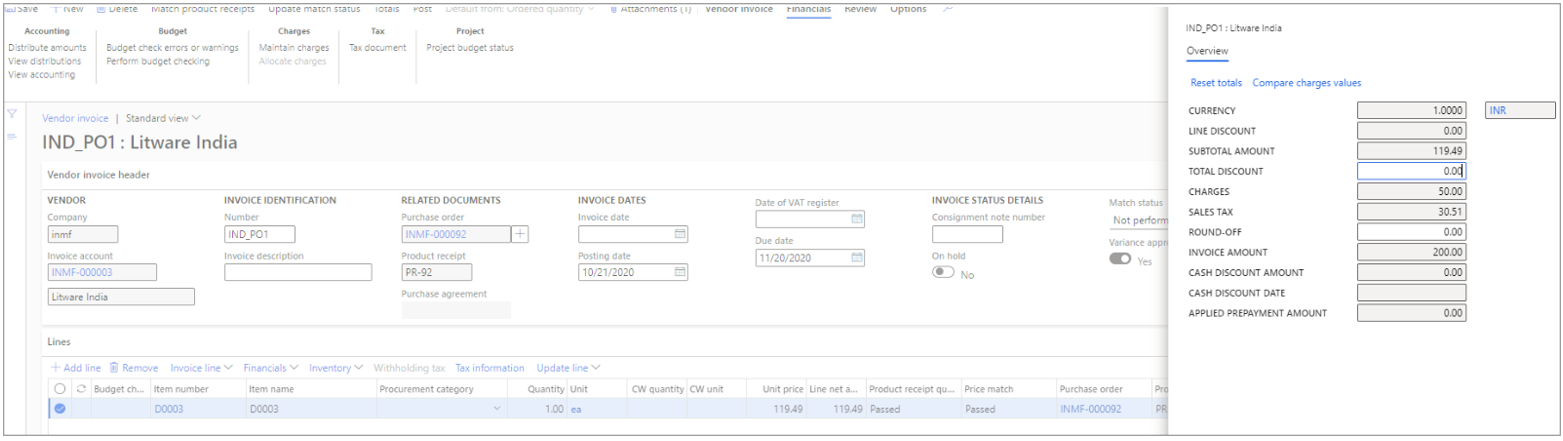 Save + New Delete Match product receipts Update match status Totals Post Default from: Ordered quantity Attachments (1) Vendor invoice Financials Review Options
Accounting Budget Charges Tax Project
Distribute amounts Budget check errors or warnings Maintain charges Tax document Project budget status
View distributions Perform budget checking Allocate charges
View accounting
Vendor invoice | Standard view
IND_PO1 : Litware India
Vendor invoice header
VENDOR INVOICE IDENTIFICATION RELATED DOCUMENTS INVOICE DATES Date of VAT register INVOICE STATUS DETAILS Match status
Company Number Purchase order Invoice date Consignment note number Not perform
inmf IND_PO1 INMF-000092 +
Due date Variance appr
Invoice account Invoice description Product receipt Posting date 11/20/2020 On hold Yes
INMF-000003 PR-92 10/21/2020 No
Litware India Purchase agreement
Lines
+ Add line Remove Invoice line Financials Inventory Withholding tax Tax information Update line
Budget ch... Item number Item name Procurement category Quantity Unit CW quantity CW unit Unit price Line net a... Product receipt qu... Price match Purchase order Pro
D0003 D0003 1.00 ea 119.49 119.49 Passed Passed INMF-000092 PR
IND_PO1 : Litware India
Overview
Reset totals Compare charges values
CURRENCY 1.0000 INR
LINE DISCOUNT 0.00
SUBTOTAL AMOUNT 119.49
TOTAL DISCOUNT 0.00
CHARGES 50.00
SALES TAX 30.51
ROUND-OFF 0.00
INVOICE AMOUNT 200.00
CASH DISCOUNT AMOUNT 0.00
CASH DISCOUNT DATE
APPLIED PREPAYMENT AMOUNT 0.00